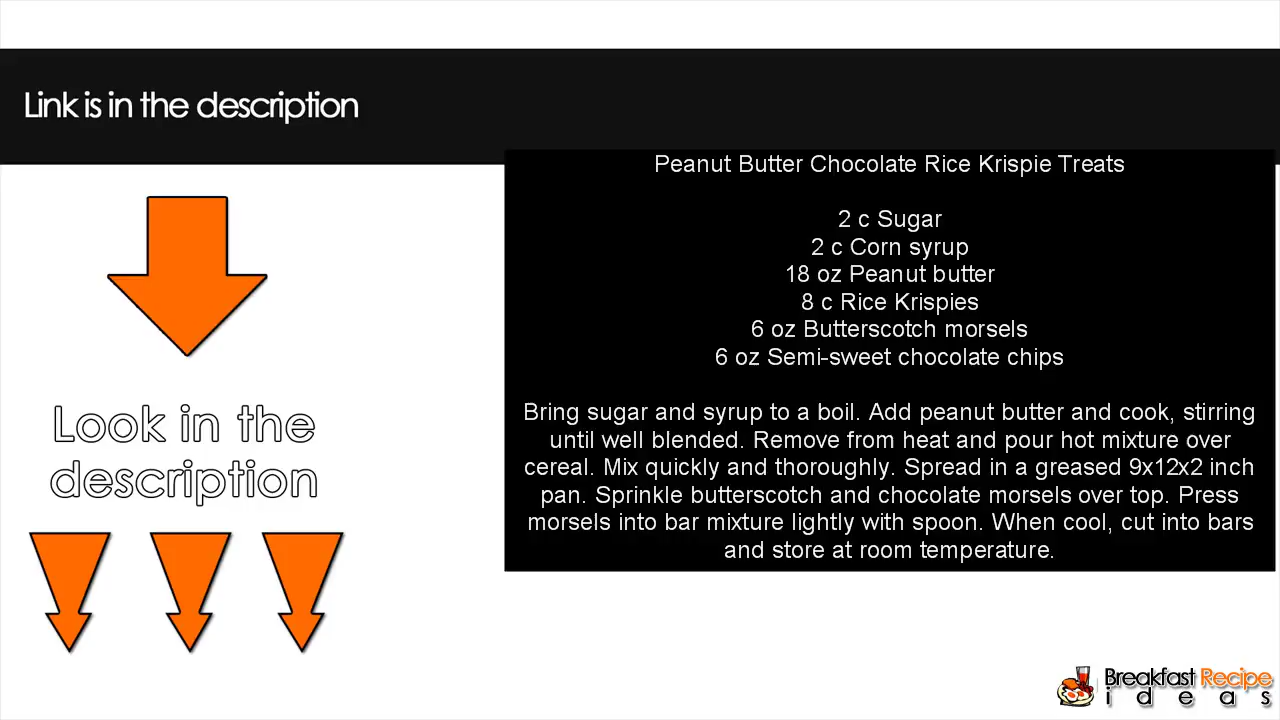 Link is in the description
Peanut Butter Chocolate Rice Krispie Treats
2 c Sugar
2 c Corn syrup
18 oz Peanut butter
8 c Rice Krispies
6 oz Butterscotch morsels
6 oz Semi-sweet chocolate chips
Bring sugar and syrup to a boil. Add peanut butter and cook, stirring
until well blended. Remove from heat and pour hot mixture over
cereal. Mix quickly and thoroughly. Spread in a greased 9x12x2 inch
pan. Sprinkle butterscotch and chocolate morsels over top. Press
morsels into bar mixture lightly with spoon. When cool, cut into bars
and store at room temperature.
Look in the
description
Breakfast Recipe
ideas